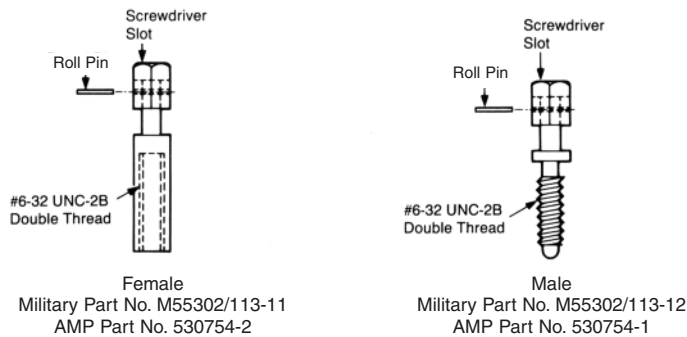 Screwdriver
Slot
Roll Pin
#6-32 UNC-2B
Double Thread
Female
Military Part No. M55302/113-11
AMP Part No. 530754-2
Screwdriver
Slot
Roll Pin
#6-32 UNC-2B
Double Thread
Male
Military Part No. M55302/113-12
AMP Part No. 530754-1